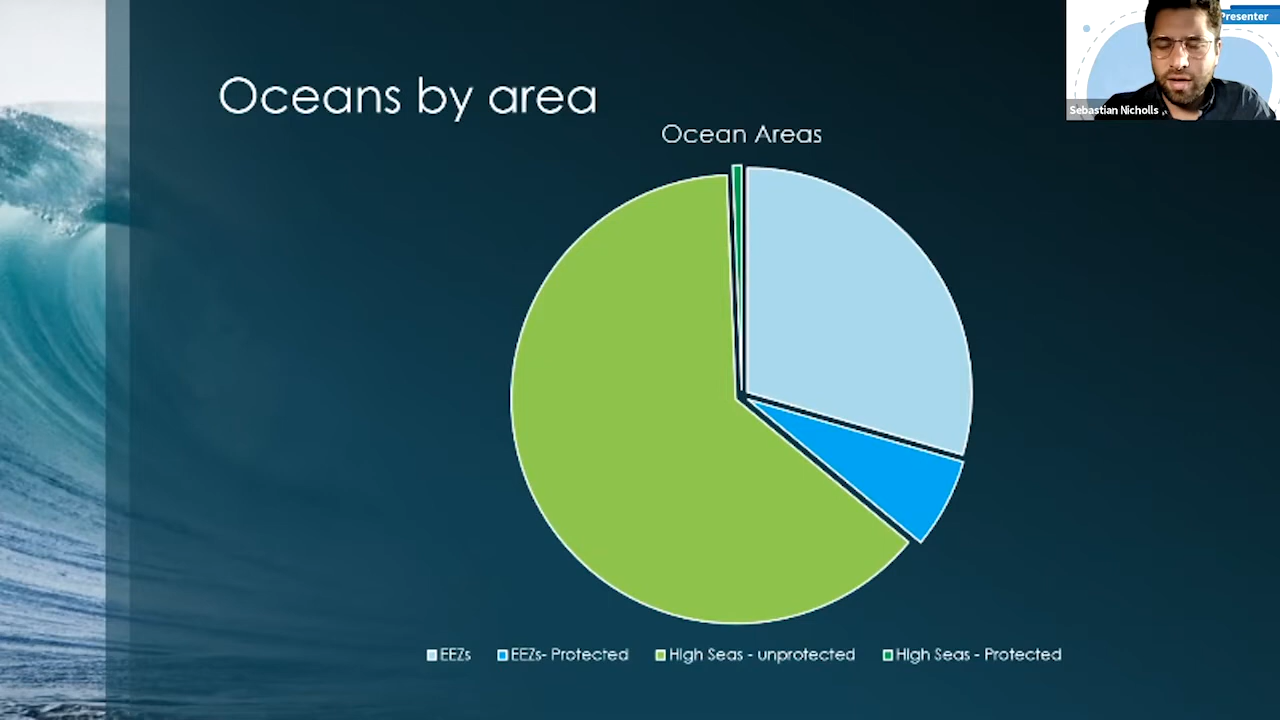 Presenter
Sebastian Nicholls
Oceans by area
Ocean Areas
EEZs
EEZs- Protected
High Seas - unprotected
High Seas - Protected